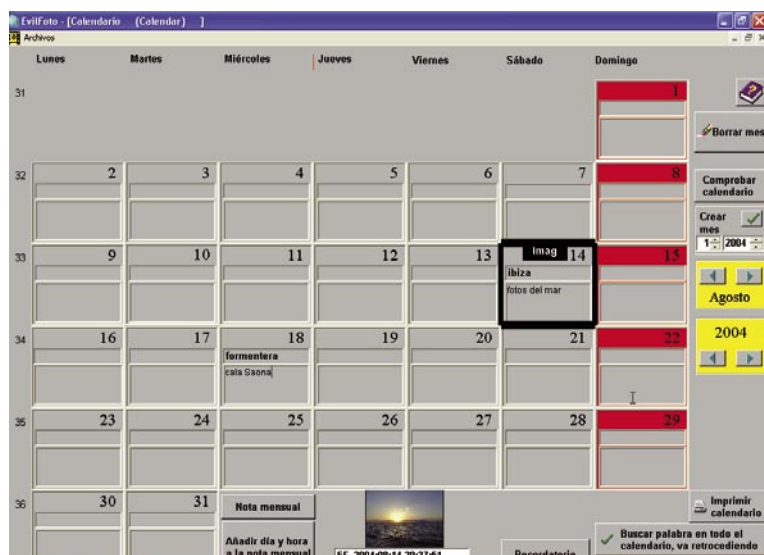 EvilFoto - [Calendario (Calendar) ]
Archivos
Lunes Martes Miércoles Jueves Viernes Sábado Domingo
31 1
Borrar mes
32 2 3 4 5 6 7 8
Comprobar
calendario
Crear
mes
1 2004
33 9 10 11 12 13 Imag 14 15
ibiza
fotos del mar
Agosto
34 16 17 18 19 20 21 22
2004
formentera
cala Saona
35 23 24 25 26 27 28 29
36 30 31
Nota mensual
Imprimir
calendario
Añadir día y hora
a la nota mensual
Recordatorio
Buscar palabra en todo el
calendario, va retrocediendo